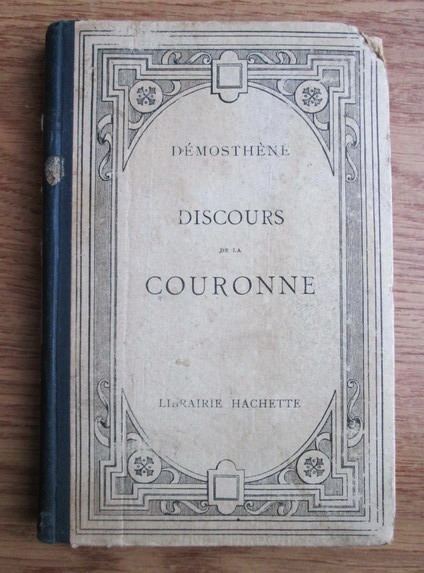 DÉMOSTHÈNE
DISCOURS
DE LA
COURONNE
LIBRAIRIE HACHETTE